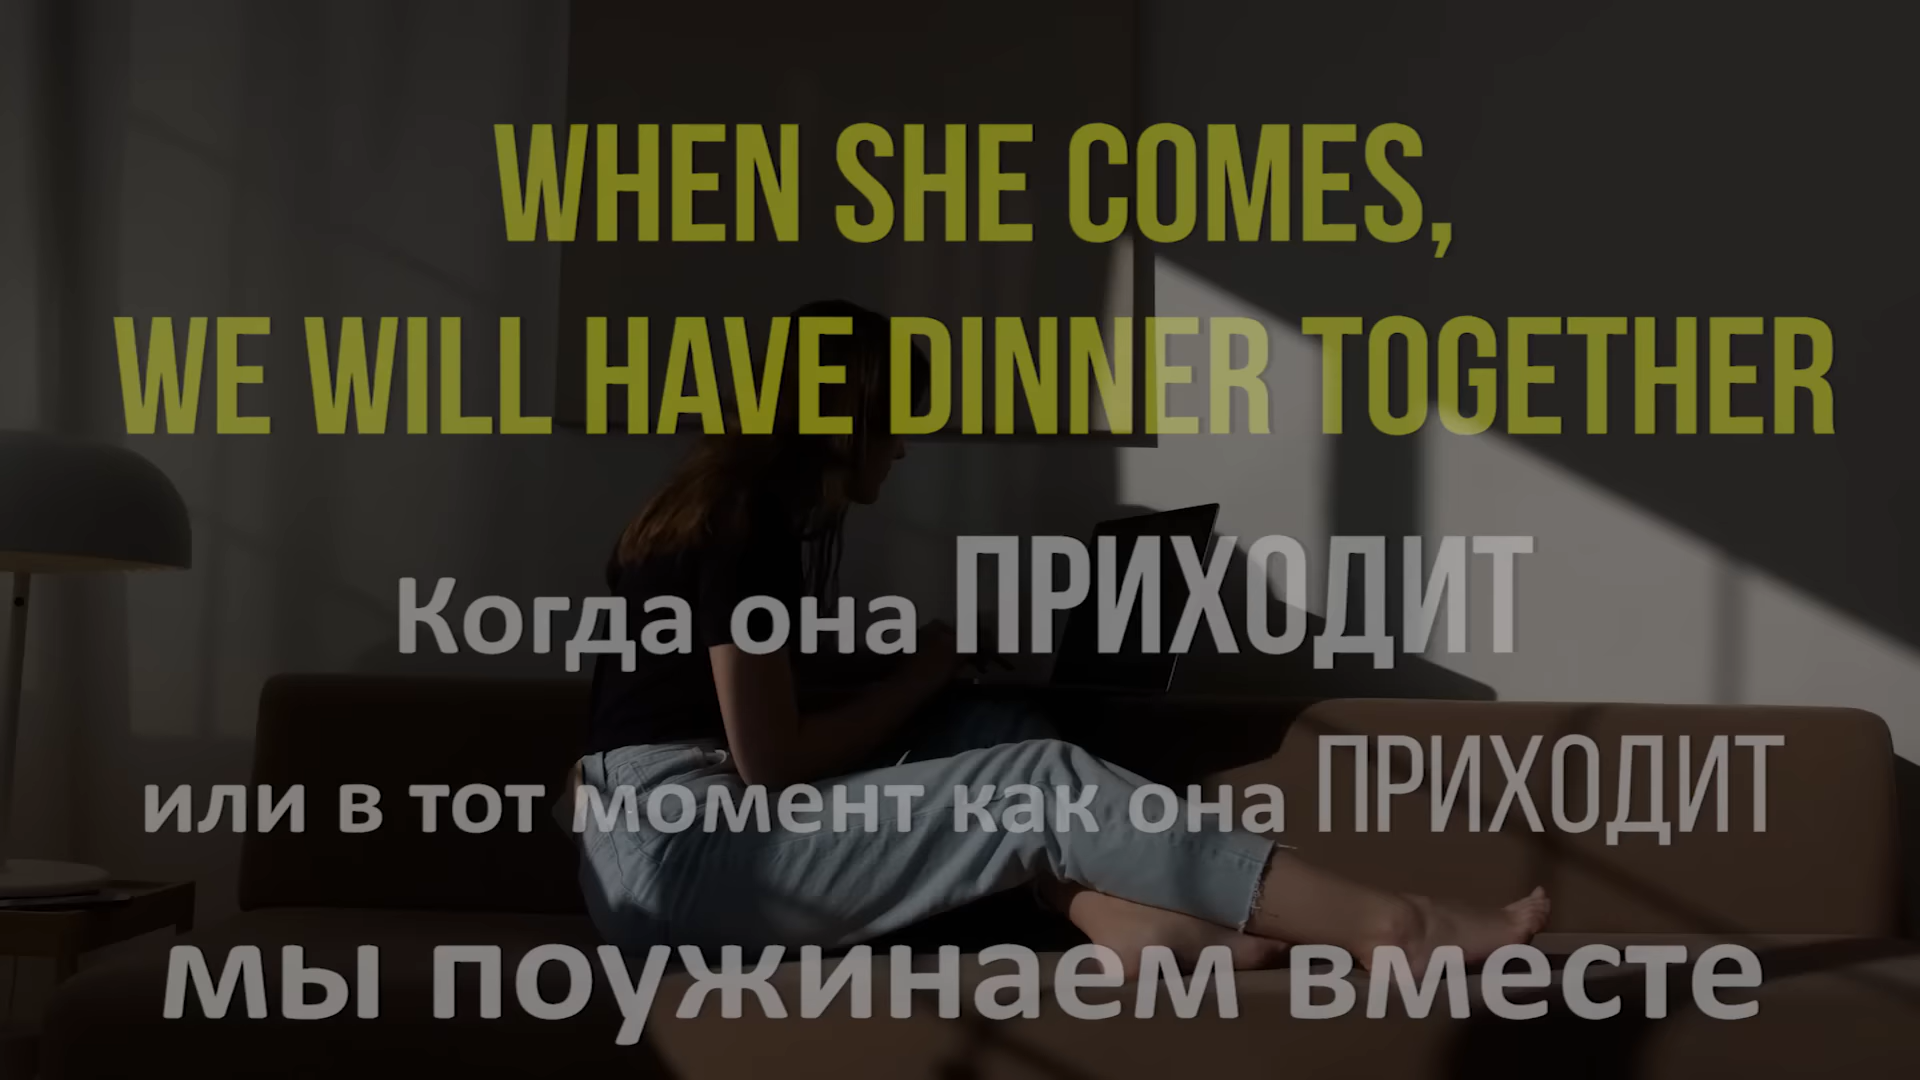 WHEN SHE COMES,
WE WILL HAVE DINNER TOGETHER
Когда она ПРИХОДИТ
или в тот момент как она ПРИХОДИТ
мы поужинаем вместе